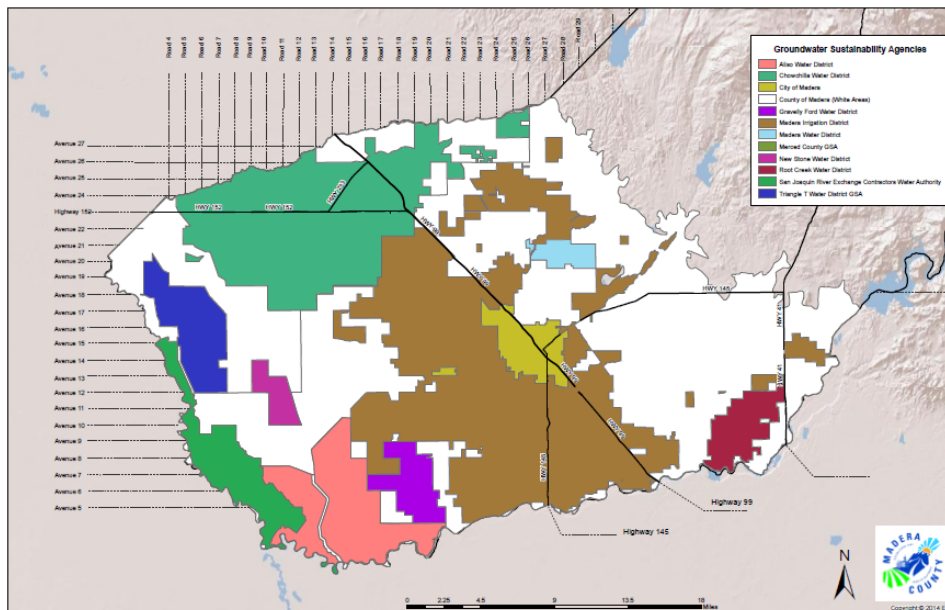 Road 4
Road 5
Road 6
Road 7
Road 8
Road 9
Road 10
Road 11
Road 13
Road 14
Road 15
Road 16
Road 17
Road 18
Road 19
Road 20
Road 21
Road 22
Road 23
Road 24
Road 25
Road 26
Road 27
Road 28
Road 29
Groundwater Sustainability Agencies
Aliso Water District
Chowchilla Water District
City of Madera
County of Madera (White Areas)
Gravelly Ford Water District
Madera Irrigation District
Madera Water District
Merced County GSA
New Stone Water District
Root Creek Water District
San Joaquin River Exchange Contractors Water Authority
Triangle T Water District GSA
Avenue 27
Avenue 26
Avenue 25
Avenue 24
Highway 152
Avenue 22
Avenue 21
Avenue 20
Avenue 19
Avenue 18
Avenue 17
Avenue 16
Avenue 15
Avenue 14
Avenue 13
Avenue 12
Avenue 11
Avenue 10
Avenue 9
Avenue 8
Avenue 7
Avenue 6
Avenue 5
HWY 152
HWY 152
HWY 99
HWY 145
HWY 41
HWY 41
HWY 145
Highway 99
Highway 145
N
MADERA
COUNTY
0 2.25 4.5 9 13.5 18
Miles
Copyright © 2014